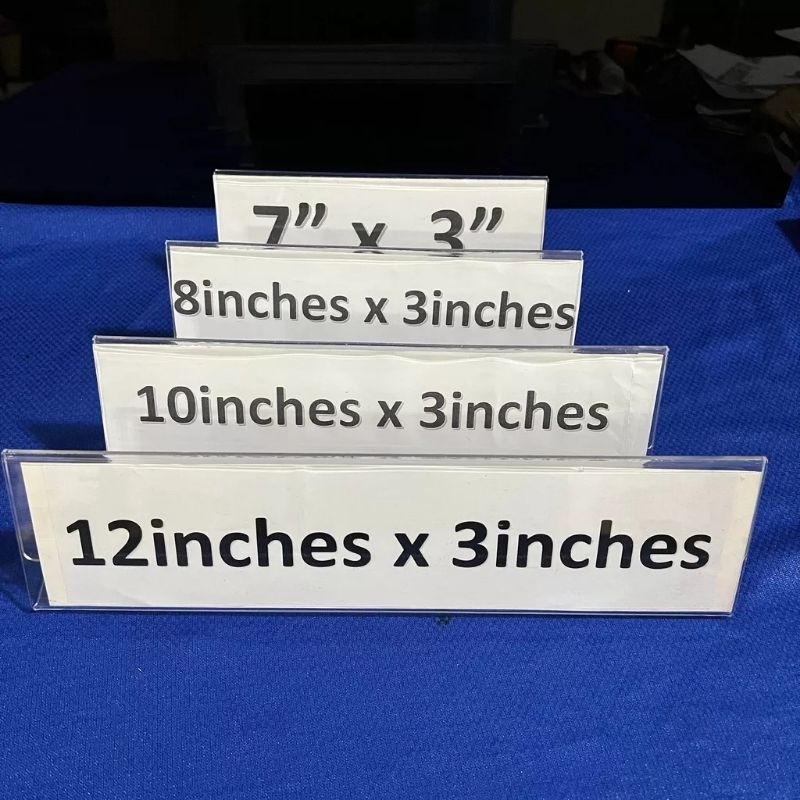 7” x 3”
8inches x 3inches
10inches x 3inches
12inches x 3inches